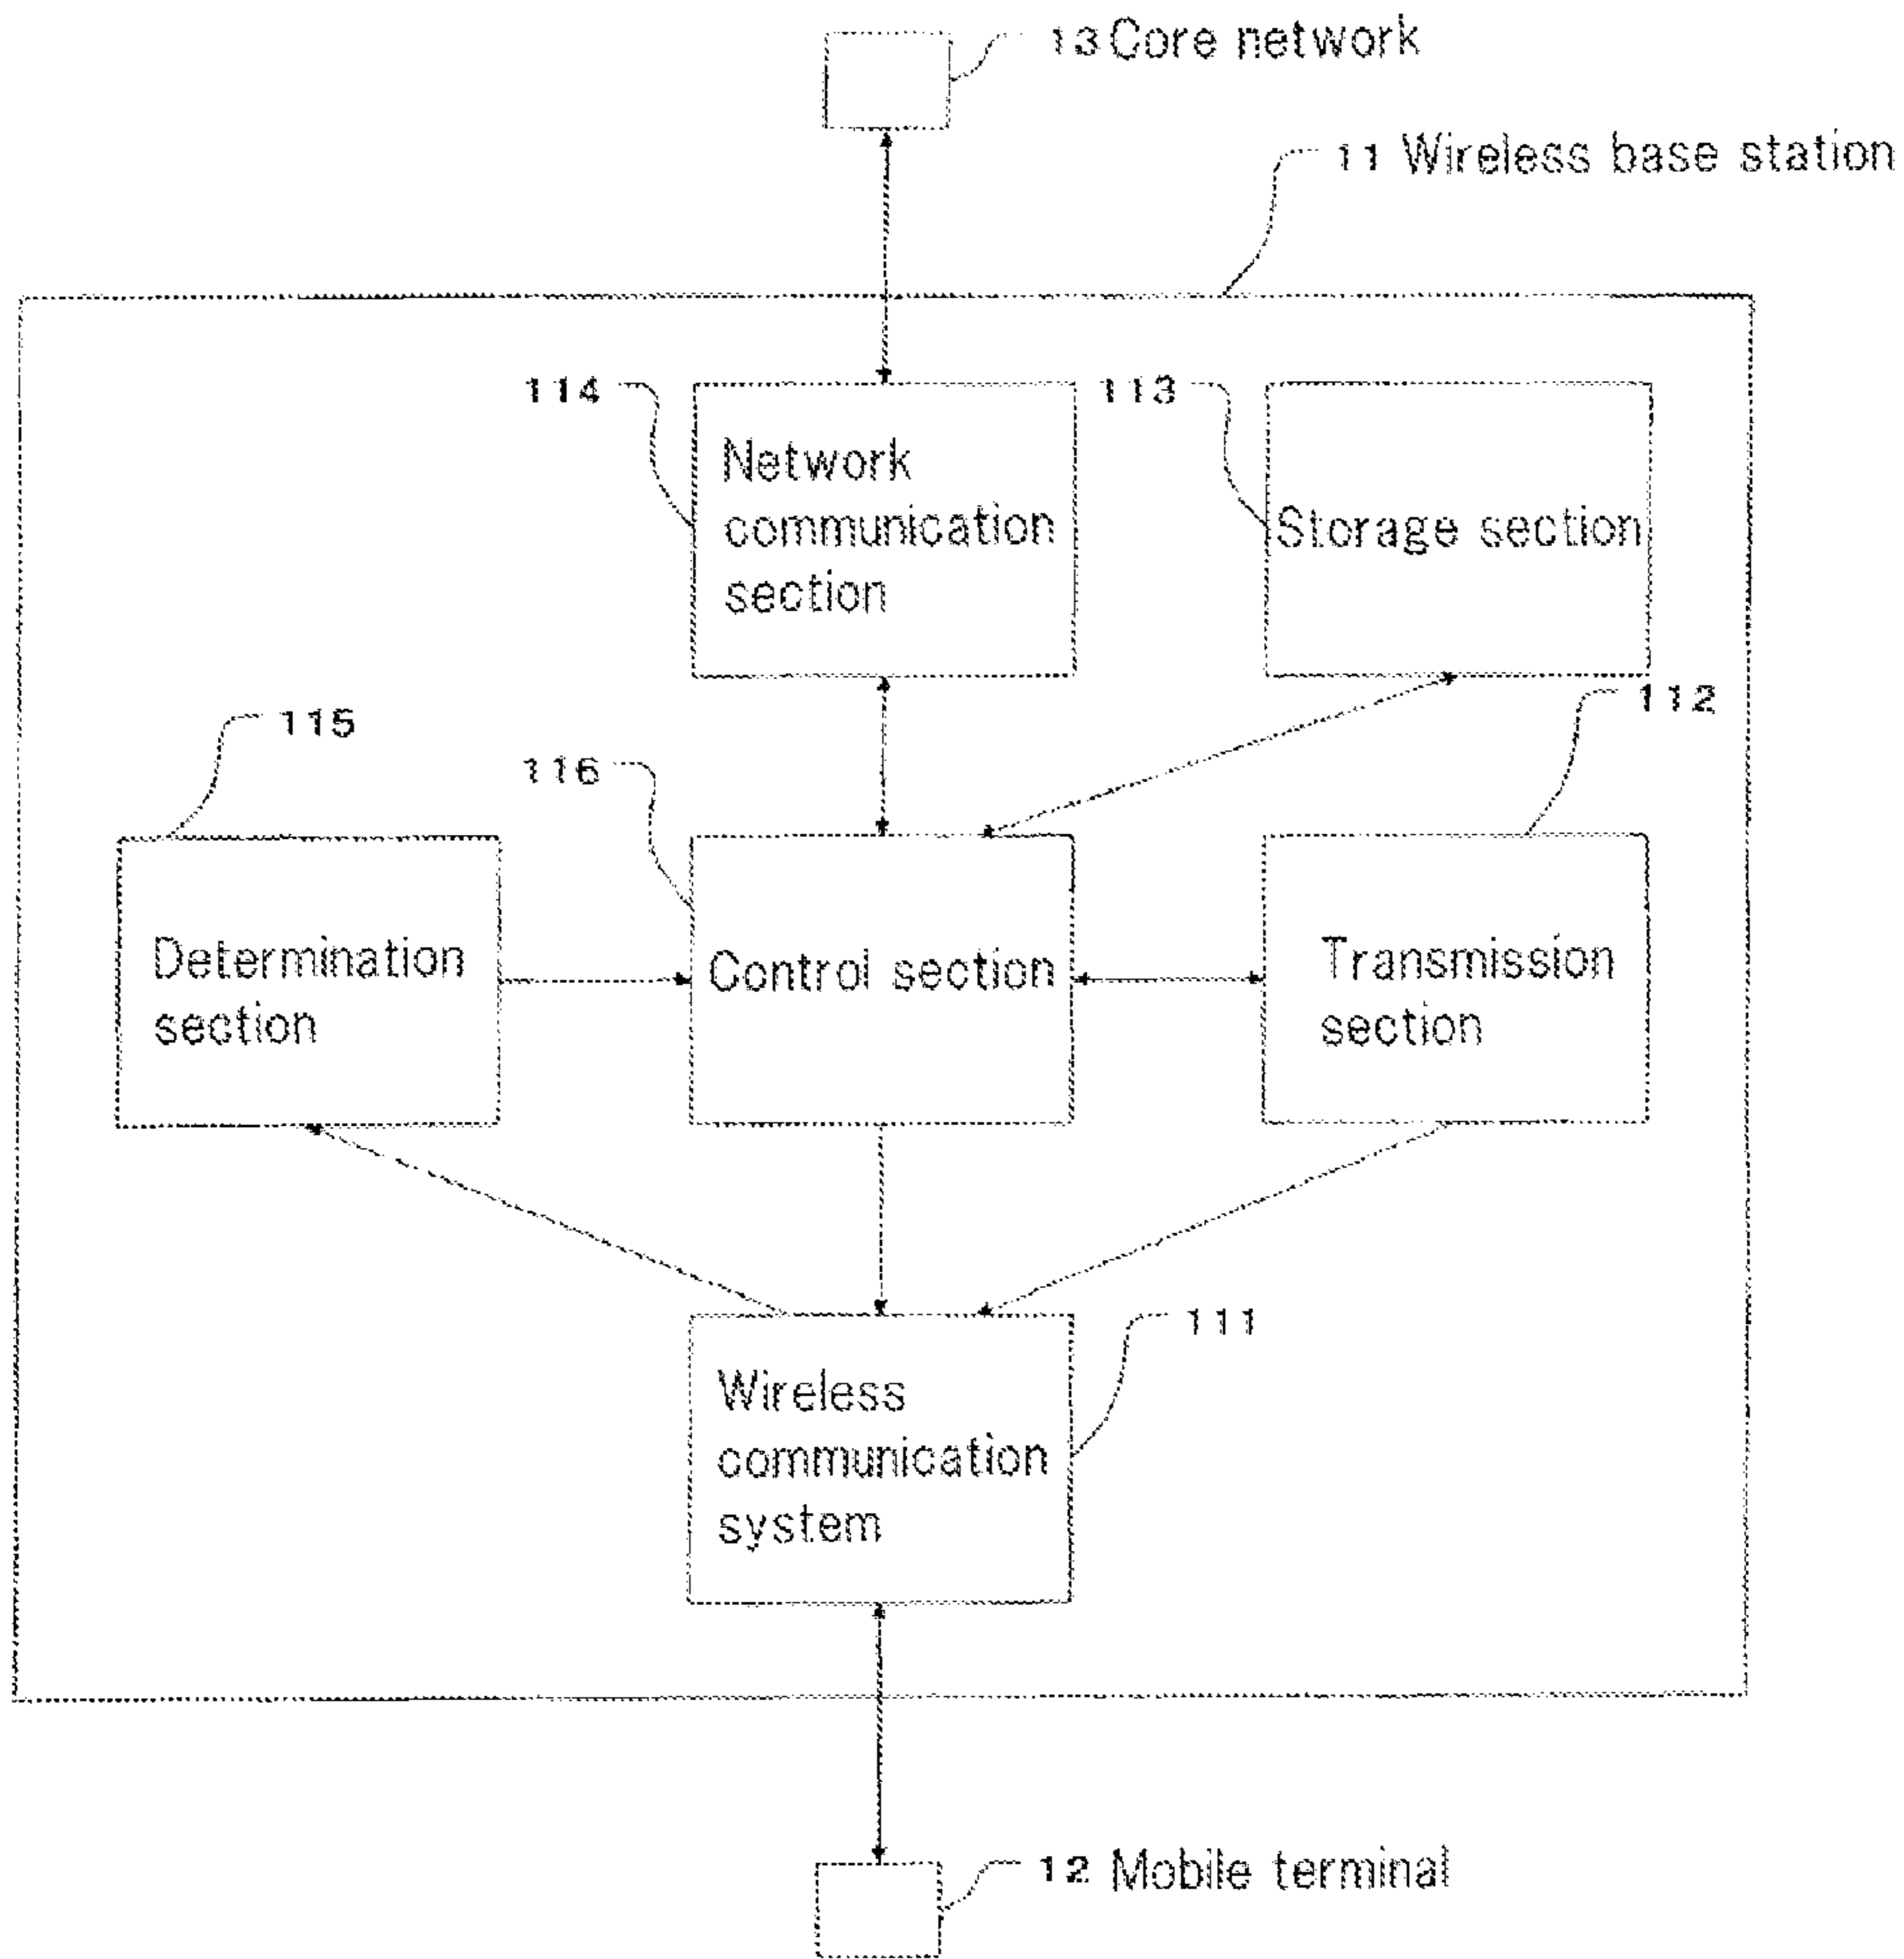 13 Core network
11 Wireless base station
114
113
Network
communication
section
Storage section
112
115
116
Determination
section
Control section
Transmission
section
111
Wireless
communication
system
12 Mobile terminal